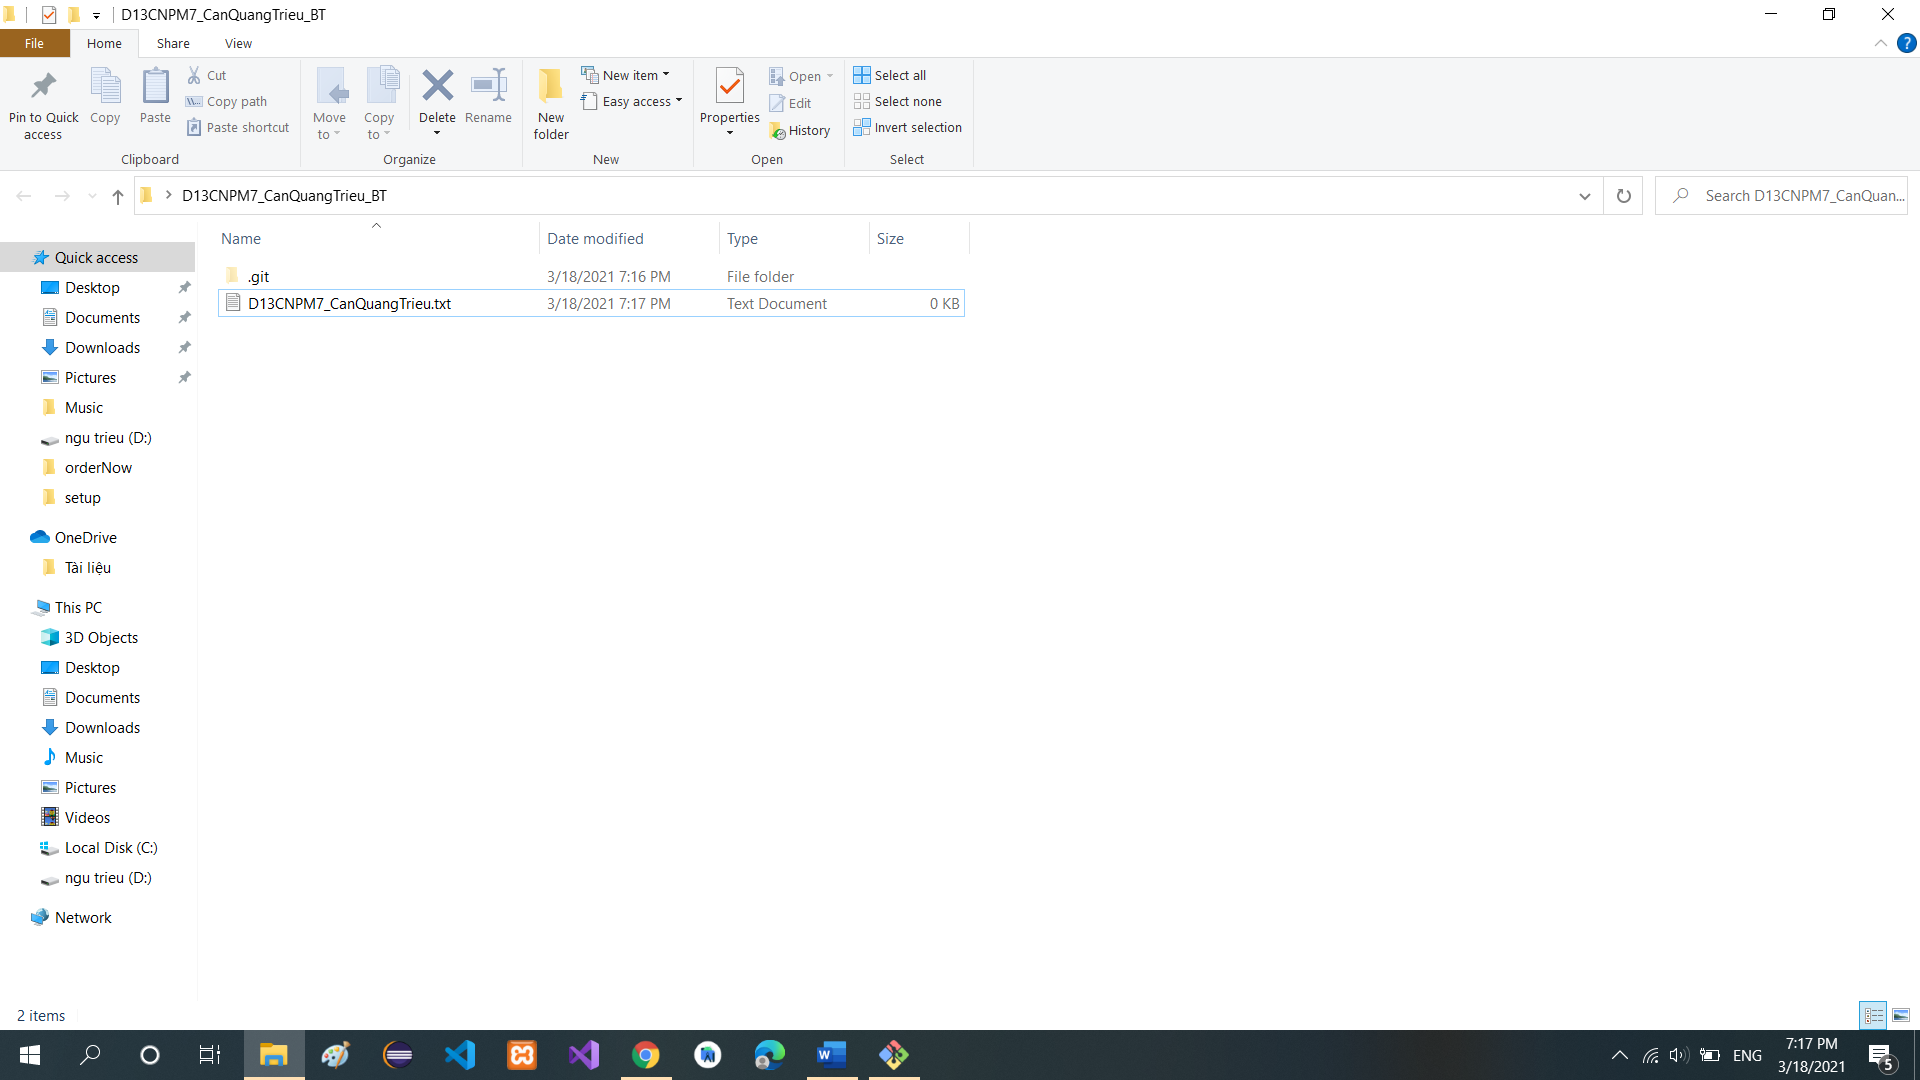 D13CNPM7_CanQuangTrieu_BT
File Home Share View
Pin to Quick access
Copy
Paste
Cut
Copy path
Paste shortcut
Clipboard
Move to
Copy to
Delete
Rename
Organize
New folder
New item
Easy access
New
Properties
Open
Edit
History
Open
Select all
Select none
Invert selection
Select
D13CNPM7_CanQuangTrieu_BT
Search D13CNPM7_CanQuan...
Name Date modified Type Size
.git 3/18/2021 7:16 PM File folder
D13CNPM7_CanQuangTrieu.txt 3/18/2021 7:17 PM Text Document 0 KB
Quick access
Desktop
Documents
Downloads
Pictures
Music
ngu trieu (D:)
orderNow
setup
OneDrive
Tài liệu
This PC
3D Objects
Desktop
Documents
Downloads
Music
Pictures
Videos
Local Disk (C:)
ngu trieu (D:)
Network
2 items
ENG
7:17 PM
3/18/2021
5